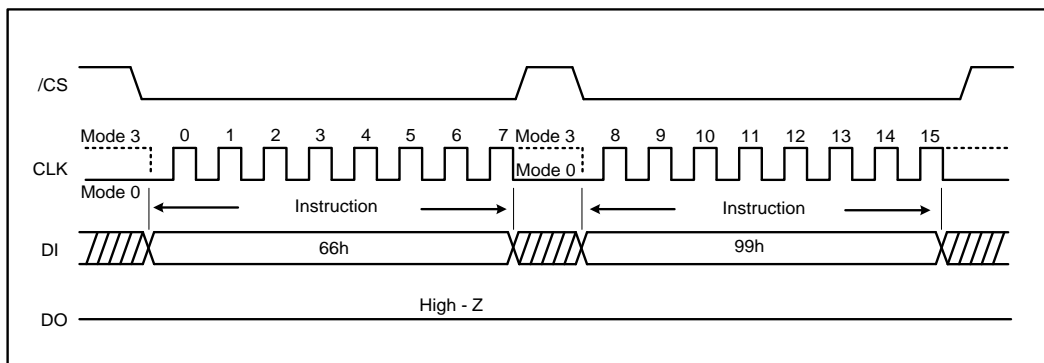 /CS
Mode 3 0 1 2 3 4 5 6 7 Mode 3 8 9 10 11 12 13 14 15
CLK Mode 0
Mode 0
Instruction Instruction
DI 66h 99h
High - Z
DO